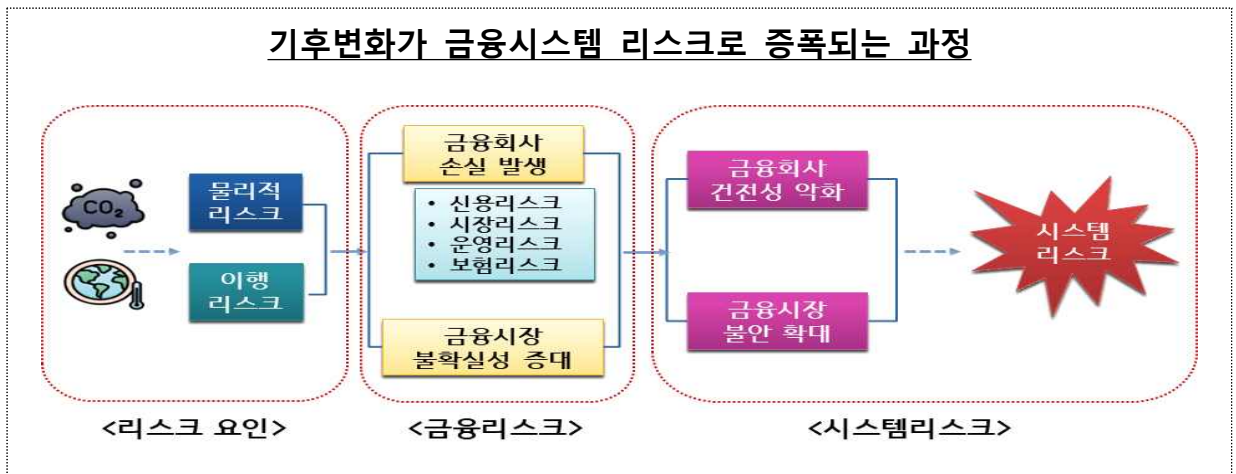 기후변화가 금융시스템 리스크로 증폭되는 과정
CO₂
물리적
리스크
이행
리스크
<리스크 요인>
금융회사
손실 발생
• 신용리스크
• 시장리스크
• 운영리스크
• 보험리스크
금융시장
불확실성 증대
<금융리스크>
금융회사
건전성 악화
금융시장
불안 확대
시스템
리스크
<시스템리스크>